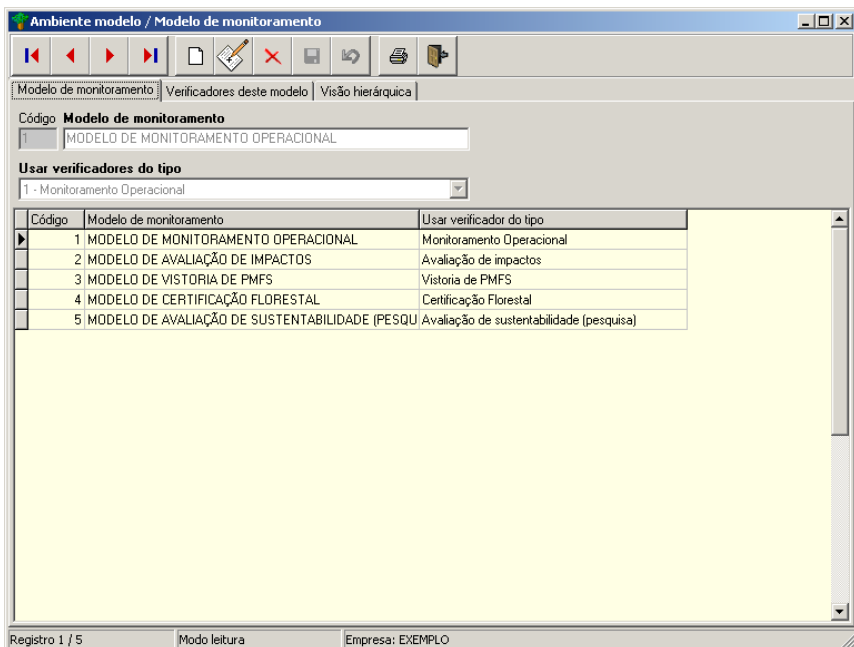 Ambiente modelo / Modelo de monitoramento
Modelo de monitoramento Verificadores deste modelo Visão hierárquica
Código Modelo de monitoramento
1 MODELO DE MONITORAMENTO OPERACIONAL
Usar verificadores do tipo
1 - Monitoramento Operacional
Código Modelo de monitoramento Usar verificador do tipo
1 MODELO DE MONITORAMENTO OPERACIONAL Monitoramento Operacional
2 MODELO DE AVALIAÇÃO DE IMPACTOS Avaliação de impactos
3 MODELO DE VISTORIA DE PMFS Vistoria de PMFS
4 MODELO DE CERTIFICAÇÃO FLORESTAL Certificação Florestal
5 MODELO DE AVALIAÇÃO DE SUSTENTABILIDADE (PESQU Avaliação de sustentabilidade (pesquisa)
Registro 1 / 5 Modo leitura Empresa: EXEMPLO